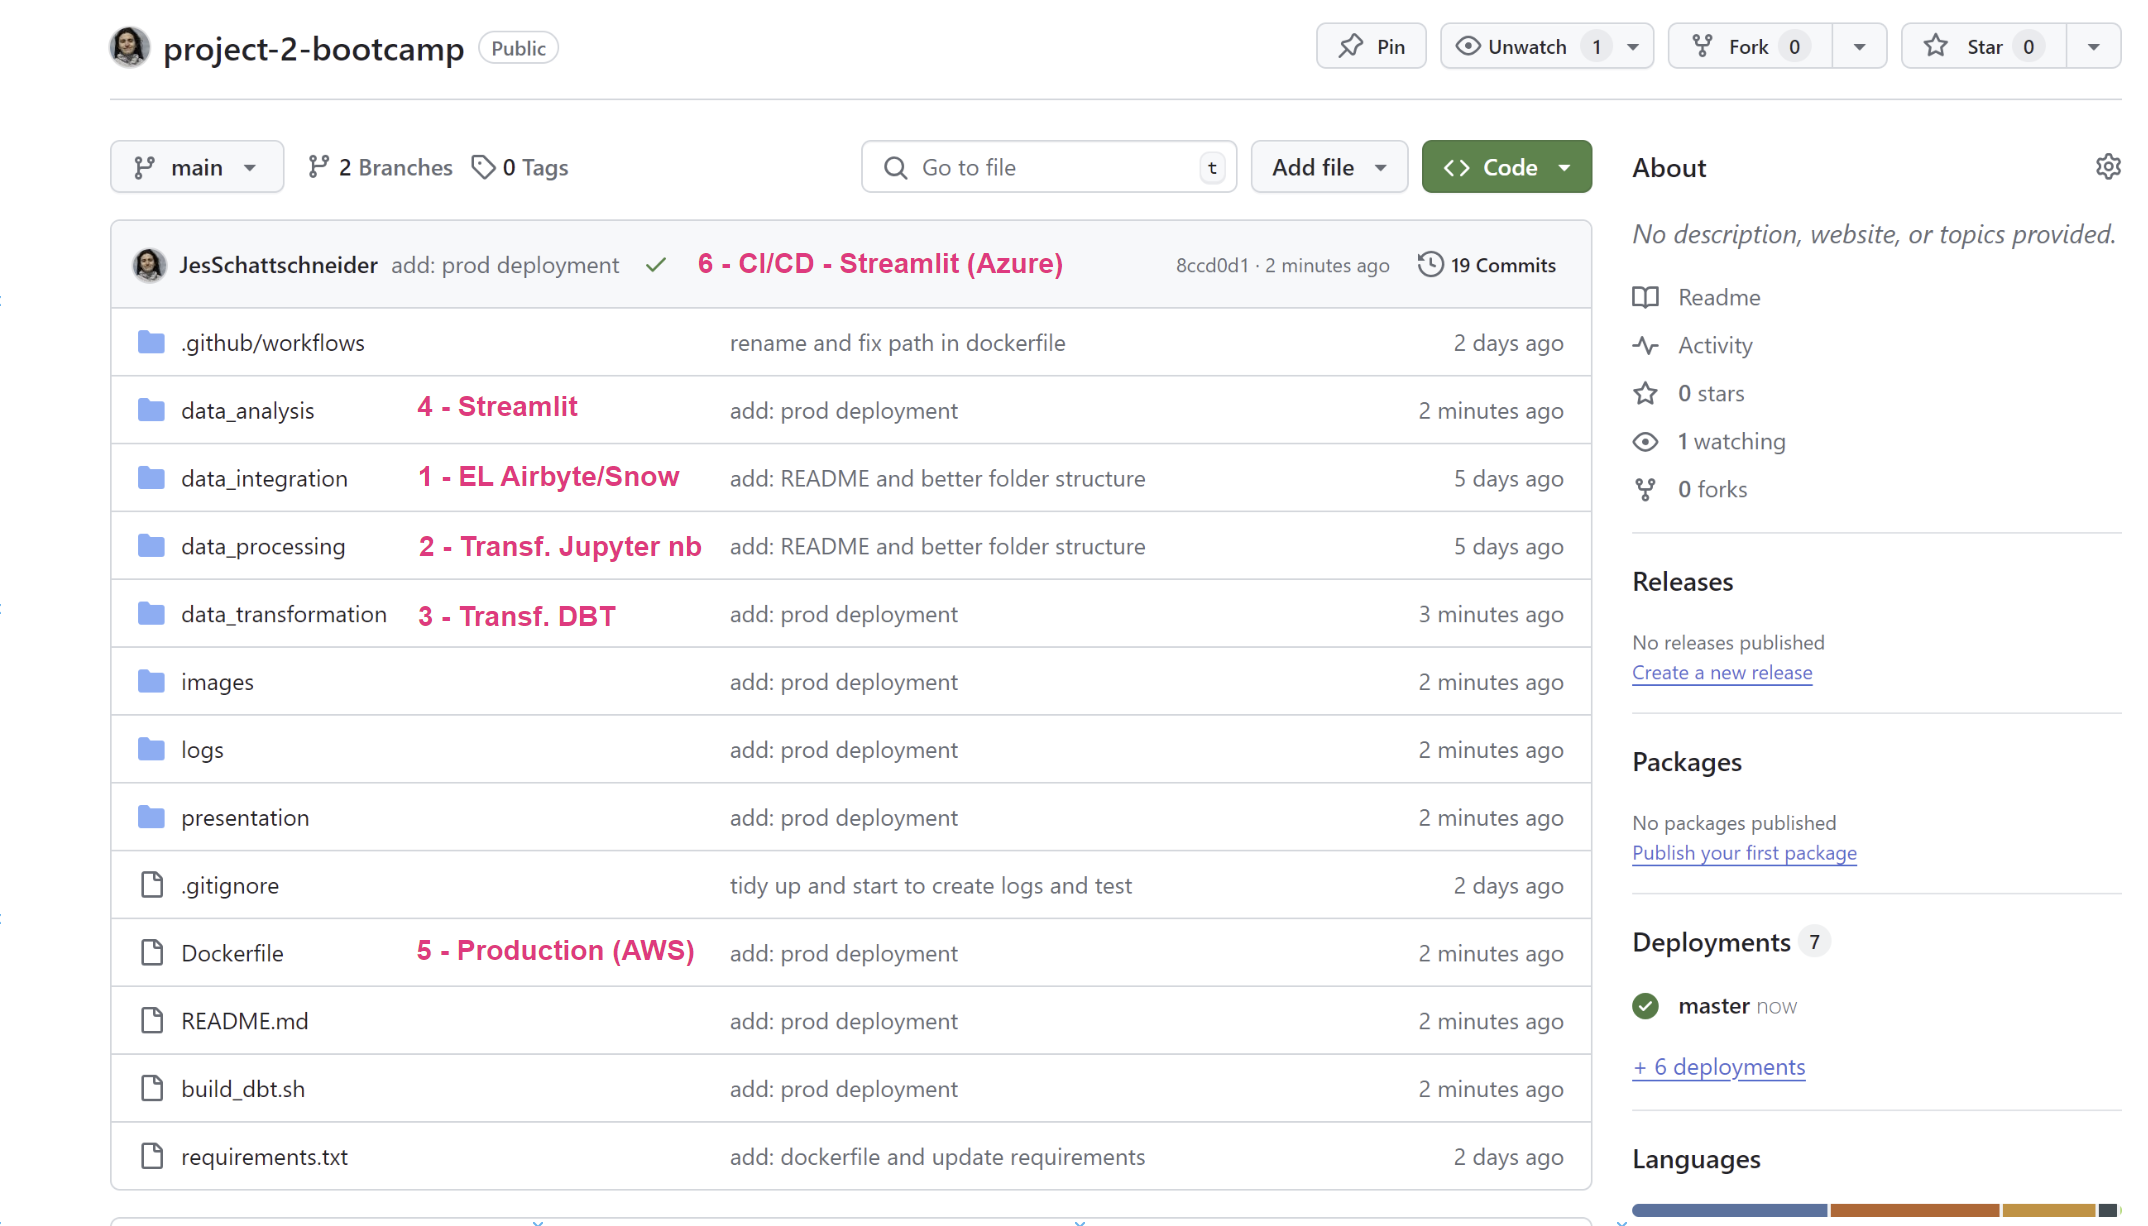 project-2-bootcamp Public Pin Unwatch 1 Fork 0 Star 0
main 2 Branches 0 Tags Go to file t Add file Code
JesSchattschneider add: prod deployment 6 - CI/CD - Streamlit (Azure) 8ccd0d1 · 2 minutes ago 19 Commits
.github/workflows rename and fix path in dockerfile 2 days ago
data_analysis 4 - Streamlit add: prod deployment 2 minutes ago
data_integration 1 - EL Airbyte/Snow add: README and better folder structure 5 days ago
data_processing 2 - Transf. Jupyter nb add: README and better folder structure 5 days ago
data_transformation 3 - Transf. DBT add: prod deployment 3 minutes ago
images add: prod deployment 2 minutes ago
logs add: prod deployment 2 minutes ago
presentation add: prod deployment 2 minutes ago
.gitignore tidy up and start to create logs and test 2 days ago
Dockerfile 5 - Production (AWS) add: prod deployment 2 minutes ago
README.md add: prod deployment 2 minutes ago
build_dbt.sh add: prod deployment 2 minutes ago
requirements.txt add: dockerfile and update requirements 2 days ago
About
No description, website, or topics provided.
Readme
Activity
0 stars
1 watching
0 forks
Releases
No releases published
Create a new release
Packages
No packages published
Publish your first package
Deployments 7
master now
+ 6 deployments
Languages